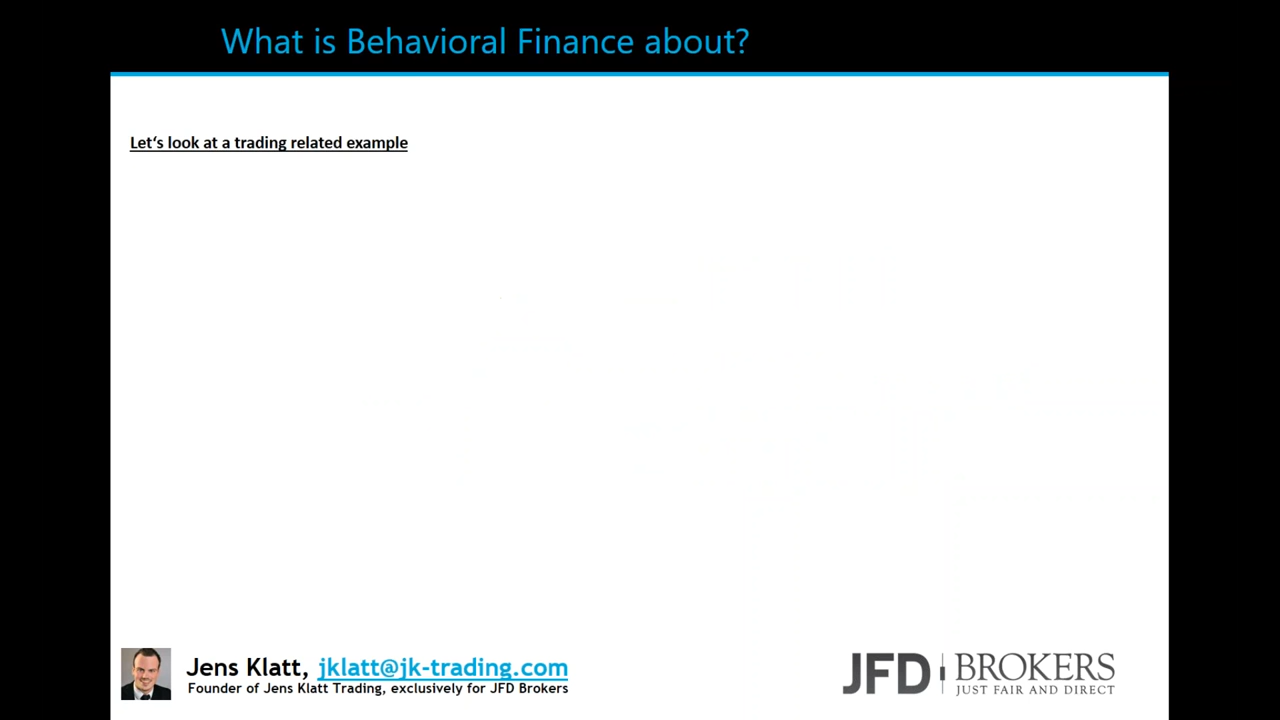 What is Behavioral Finance about?
Let‘s look at a trading related example
Jens Klatt, jklatt@jk-trading.com
Founder of Jens Klatt Trading, exclusively for JFD Brokers
JFD BROKERS
JUST FAIR AND DIRECT